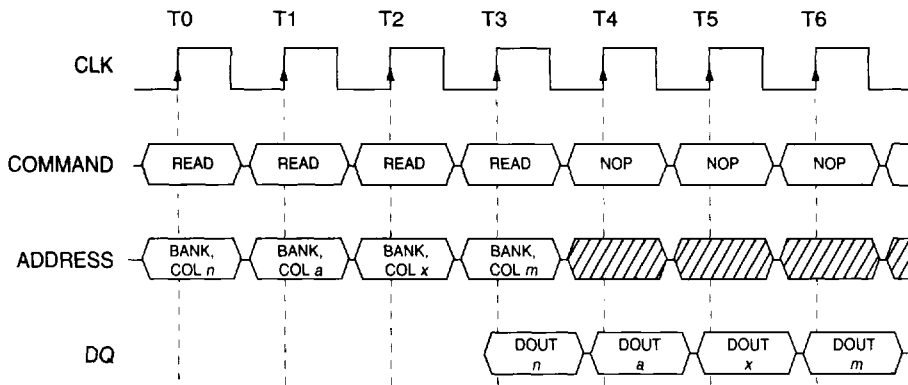 T0 T1 T2 T3 T4 T5 T6
CLK
COMMAND READ READ READ READ NOP NOP NOP
ADDRESS BANK, BANK, BANK, BANK,
COL n COL a COL x COL m
DQ DOUT DOUT DOUT DOUT
n a x m